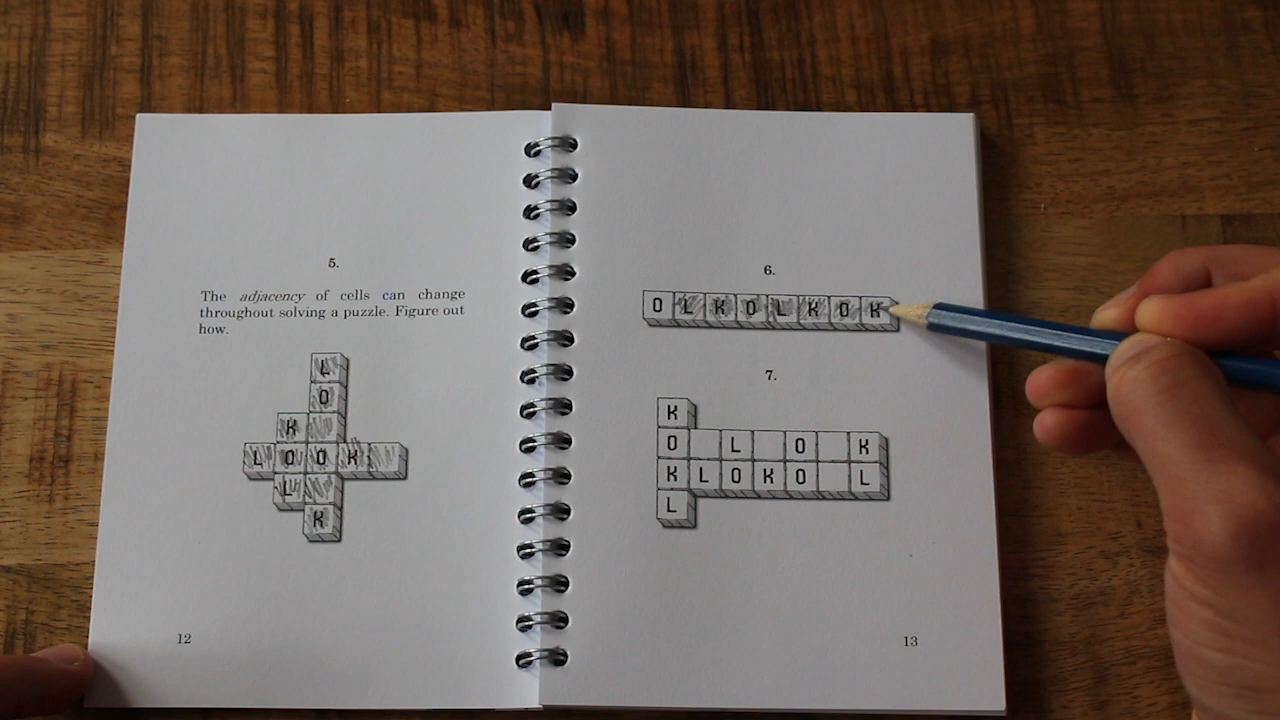 5.
The adjacency of cells can change
throughout solving a puzzle. Figure out
how.
L
O
K
L O O K
L
K
12
6.
O L K O L K O K
7.
K
O L O K
K L O K O L
L
13